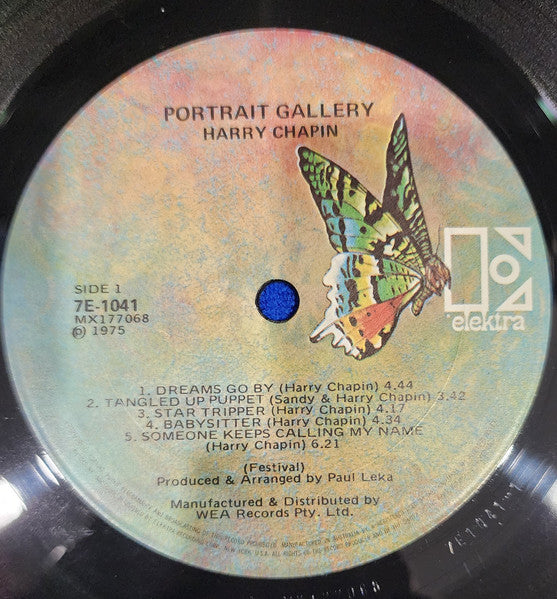 PORTRAIT GALLERY
HARRY CHAPIN
elektra
SIDE 1
7E-1041
MX177068
℗ 1975
1. DREAMS GO BY (Harry Chapin) 4.44
2. TANGLED UP PUPPET (Sandy & Harry Chapin) 3.42
3. STAR TRIPPER (Harry Chapin) 4.17
4. BABYSITTER (Harry Chapin) 4.34
5. SOMEONE KEEPS CALLING MY NAME
(Harry Chapin) 6.21
(Festival)
Produced & Arranged by Paul Leka
Manufactured & Distributed by
WEA Records Pty. Ltd.